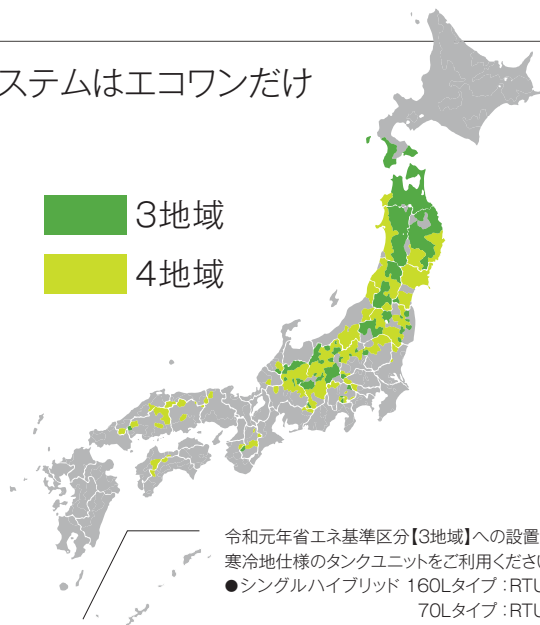 ステムはエコワンだけ
3地域
4地域
令和元年省エネ基準区分【3地域】への設置
寒冷地仕様のタンクユニットをご利用ください
●シングルハイブリッド 160Lタイプ：RTU
70Lタイプ：RTU